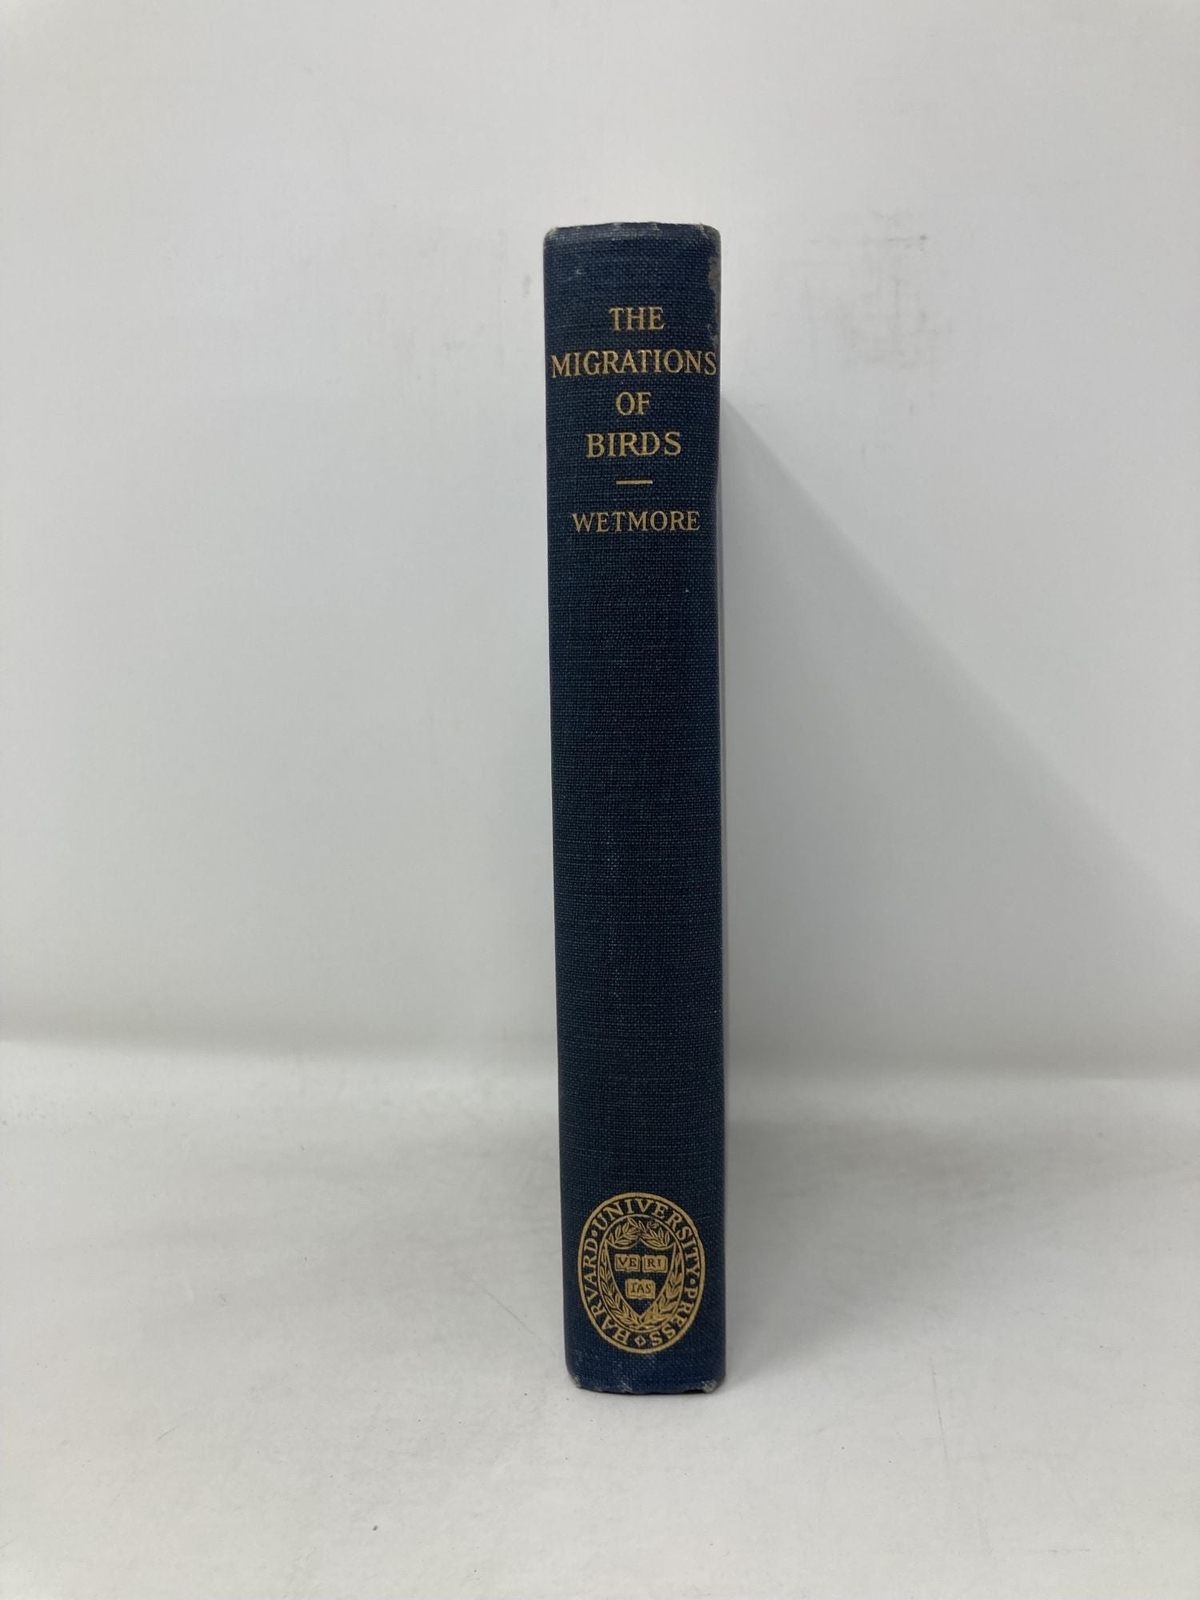 THE
MIGRATIONS
OF
BIRDS
WETMORE
HARVARD·UNIVERSITY·PRESS
VE RI
TAS